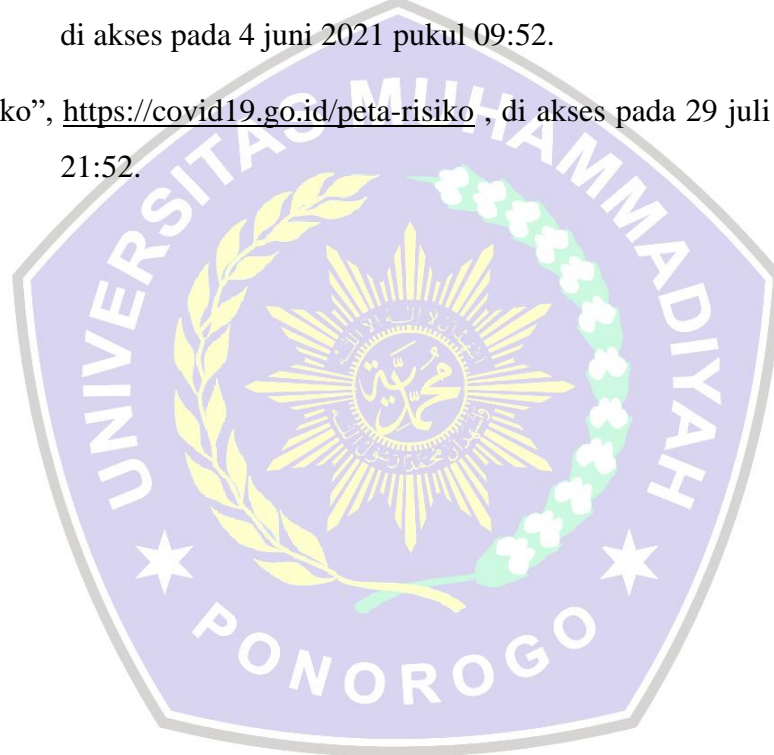 di akses pada 4 juni 2021 pukul 09:52.
ko”, https://covid19.go.id/peta-risiko , di akses pada 29 juli
21:52.
UNIVERSITAS MUHAMMADIYAH
PONOROGO
محمدية